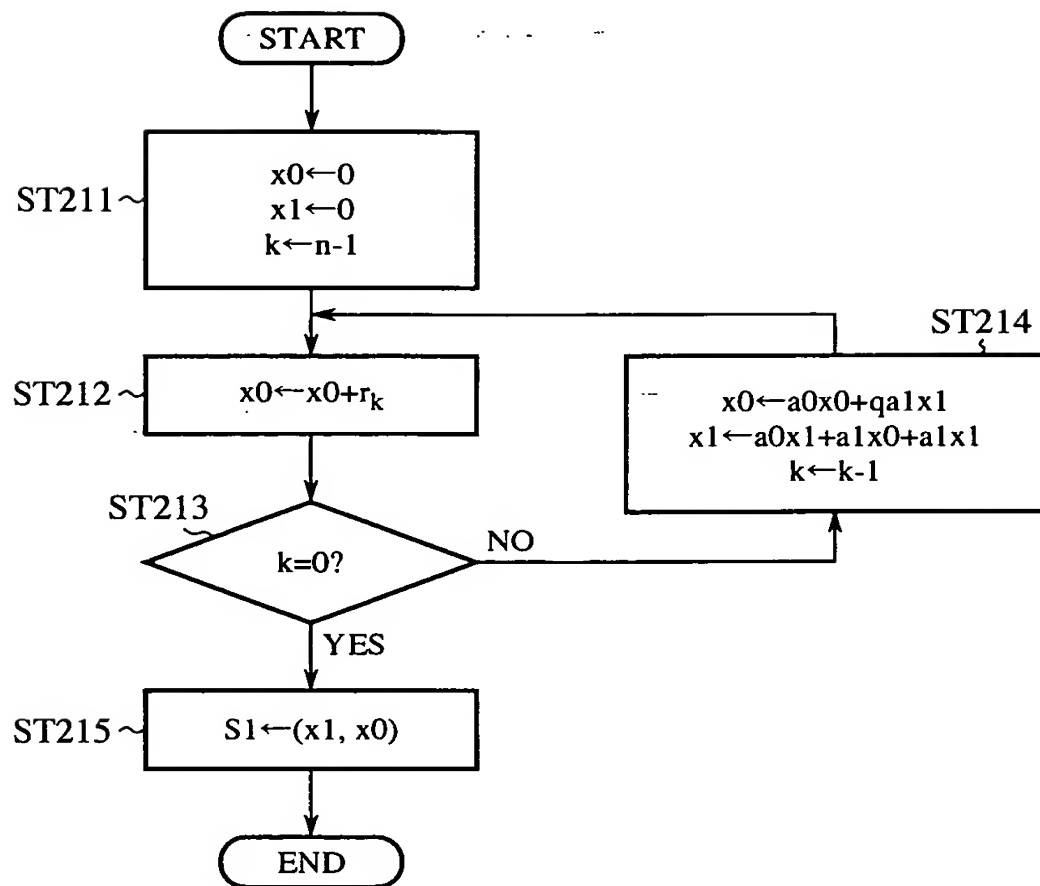 START
ST211
x0←0
x1←0
k←n-1
ST214
ST212
x0←x0+rk
x0←a0x0+qa1x1
x1←a0x1+a1x0+a1x1
k←k-1
ST213
k=0?
NO
YES
ST215
S1←(x1, x0)
END